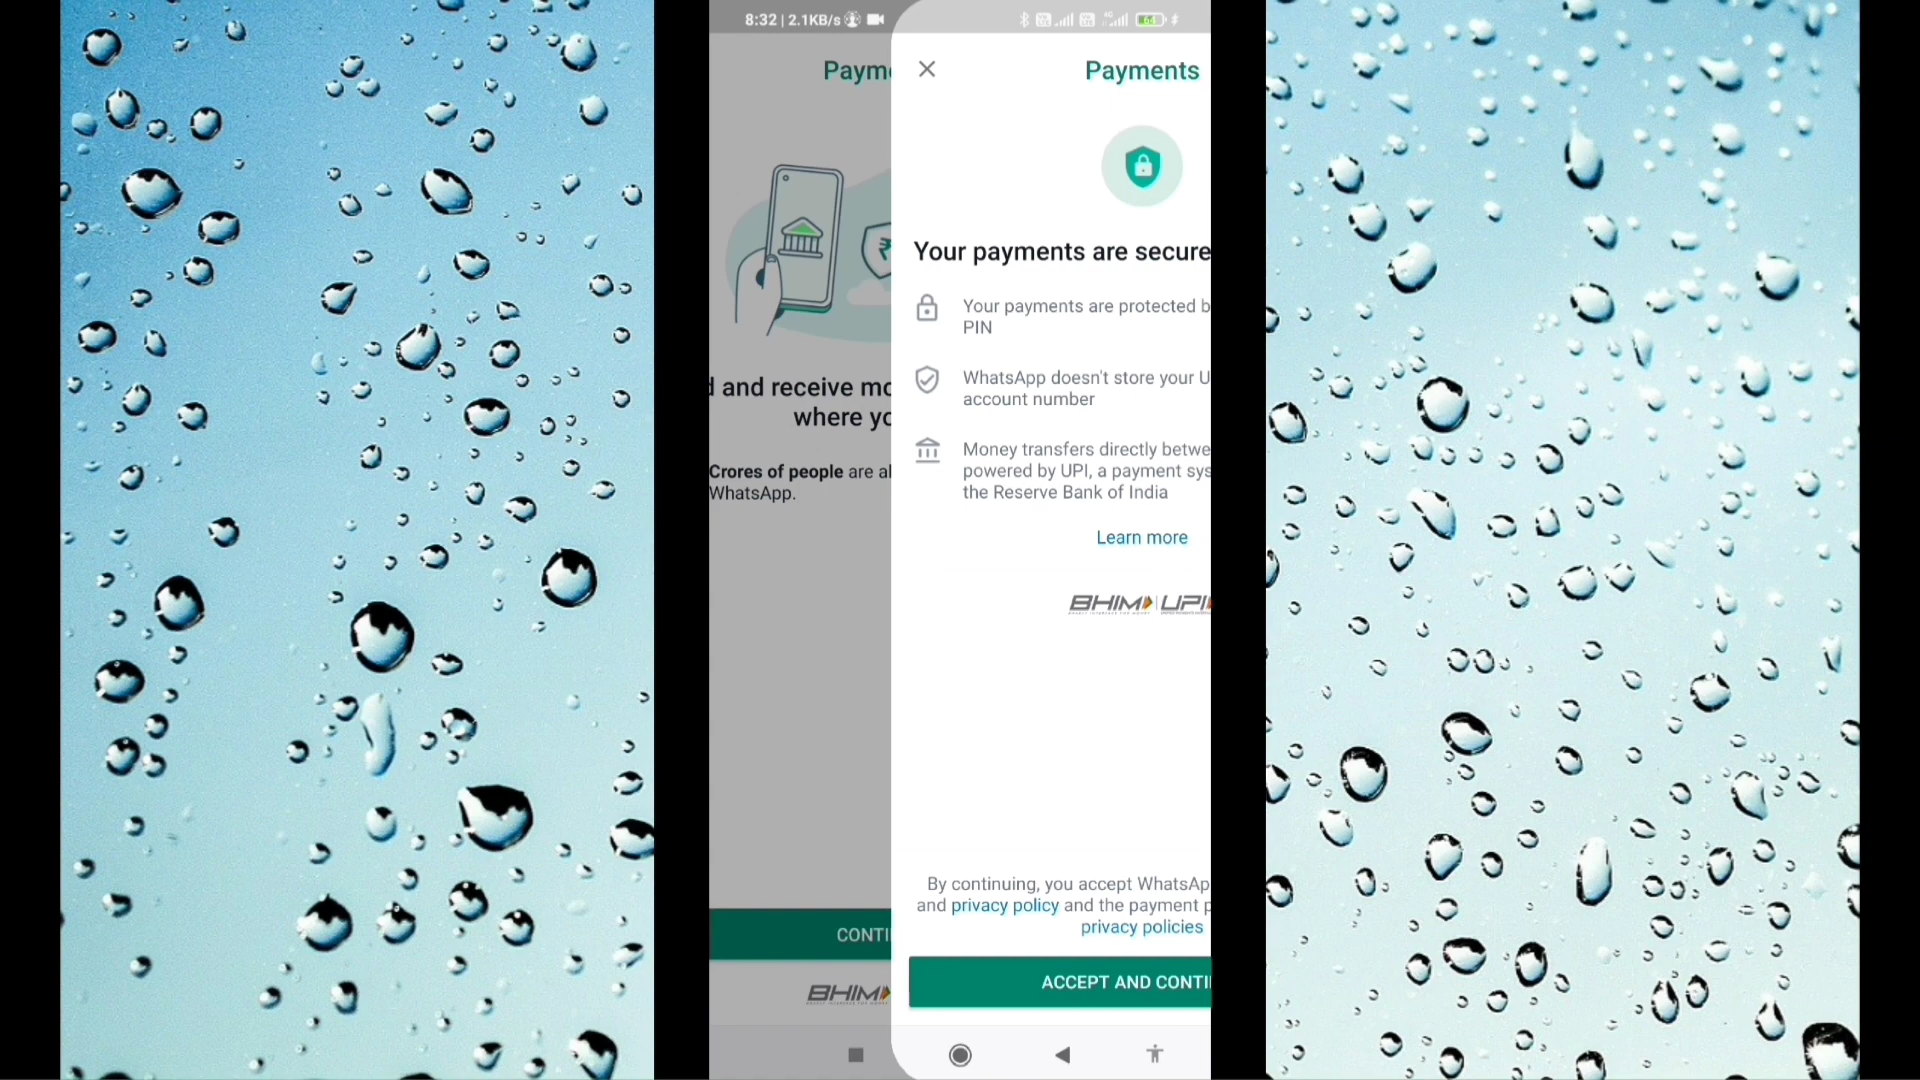 8:32 | 2.1KB/s
64
Payme
d and receive mo
where yo
Crores of people are al
WhatsApp.
CONTI
BHIM
Payments
Your payments are secure
Your payments are protected b
PIN
WhatsApp doesn't store your U
account number
Money transfers directly betwe
powered by UPI, a payment sys
the Reserve Bank of India
Learn more
BHIM UPI
By continuing, you accept WhatsAp
and privacy policy and the payment p
privacy policies
ACCEPT AND CONTI